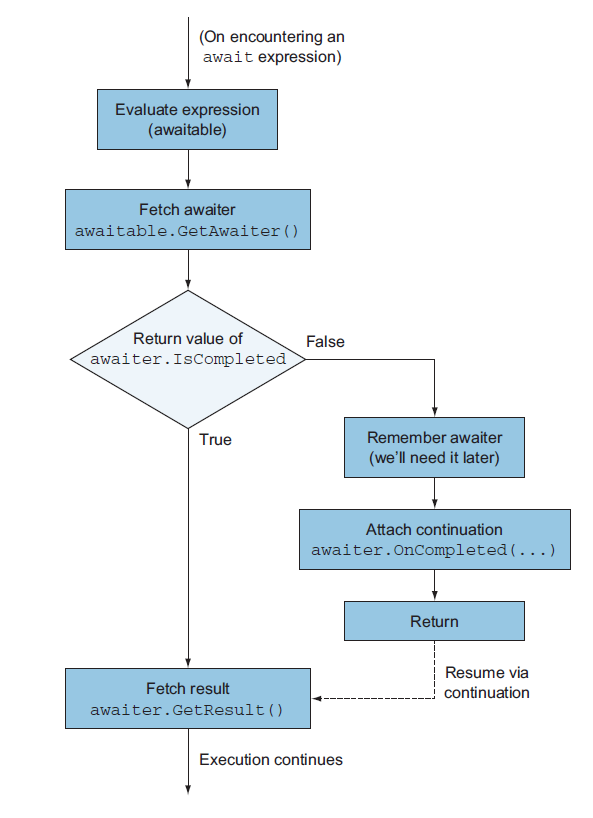 (On encountering an
await expression)
Evaluate expression
(awaitable)
Fetch awaiter
awaitable.GetAwaiter()
Return value of
awaiter.IsCompleted
False
True
Remember awaiter
(we'll need it later)
Attach continuation
awaiter.OnCompleted(...)
Return
Resume via
continuation
Fetch result
awaiter.GetResult()
Execution continues